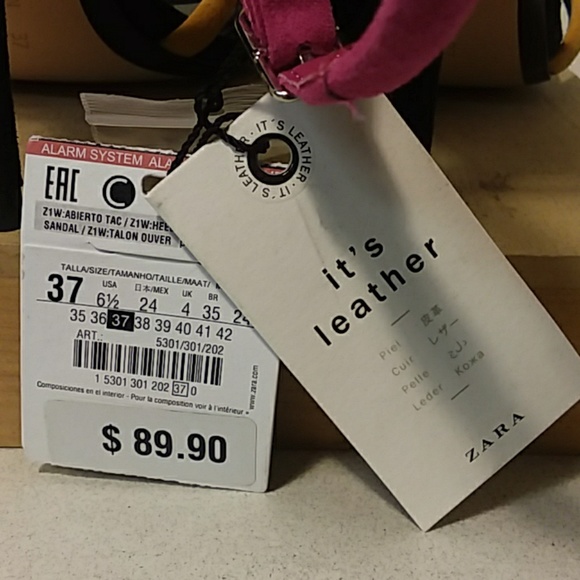 ALARM SYSTEM ALA
EAC
Z1W:ABIERTO TAC / Z1W:HEE
SANDAL / Z1W:TALON OUVER
TALLA/SIZE/TAMANHO/TAILLE/MAAT/
USA 日本/MEX UK BR
37 6½ 24 4 35 24
35 36 37 38 39 40 41 42
ART.: 5301/301/202
1 5301 301 202 37 0
www.zara.com
Composiciones en el interior - Pour la composition voir à l'intérieur
$ 89.90
·IT'S LEATHER·IT'S LEATHER
it's
leather
Piel 皮革
Cuir レザー
Pelle جلد
Leder Кожа
ZARA